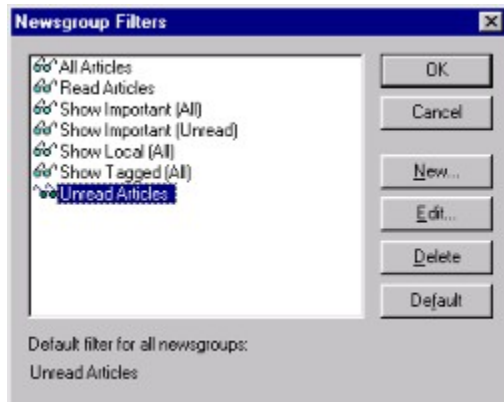 Newsgroup Filters
All Articles
Read Articles
Show Important (All)
Show Important (Unread)
Show Local (All)
Show Tagged (All)
Unread Articles
OK
Cancel
New...
Edit...
Delete
Default
Default filter for all newsgroups:
Unread Articles